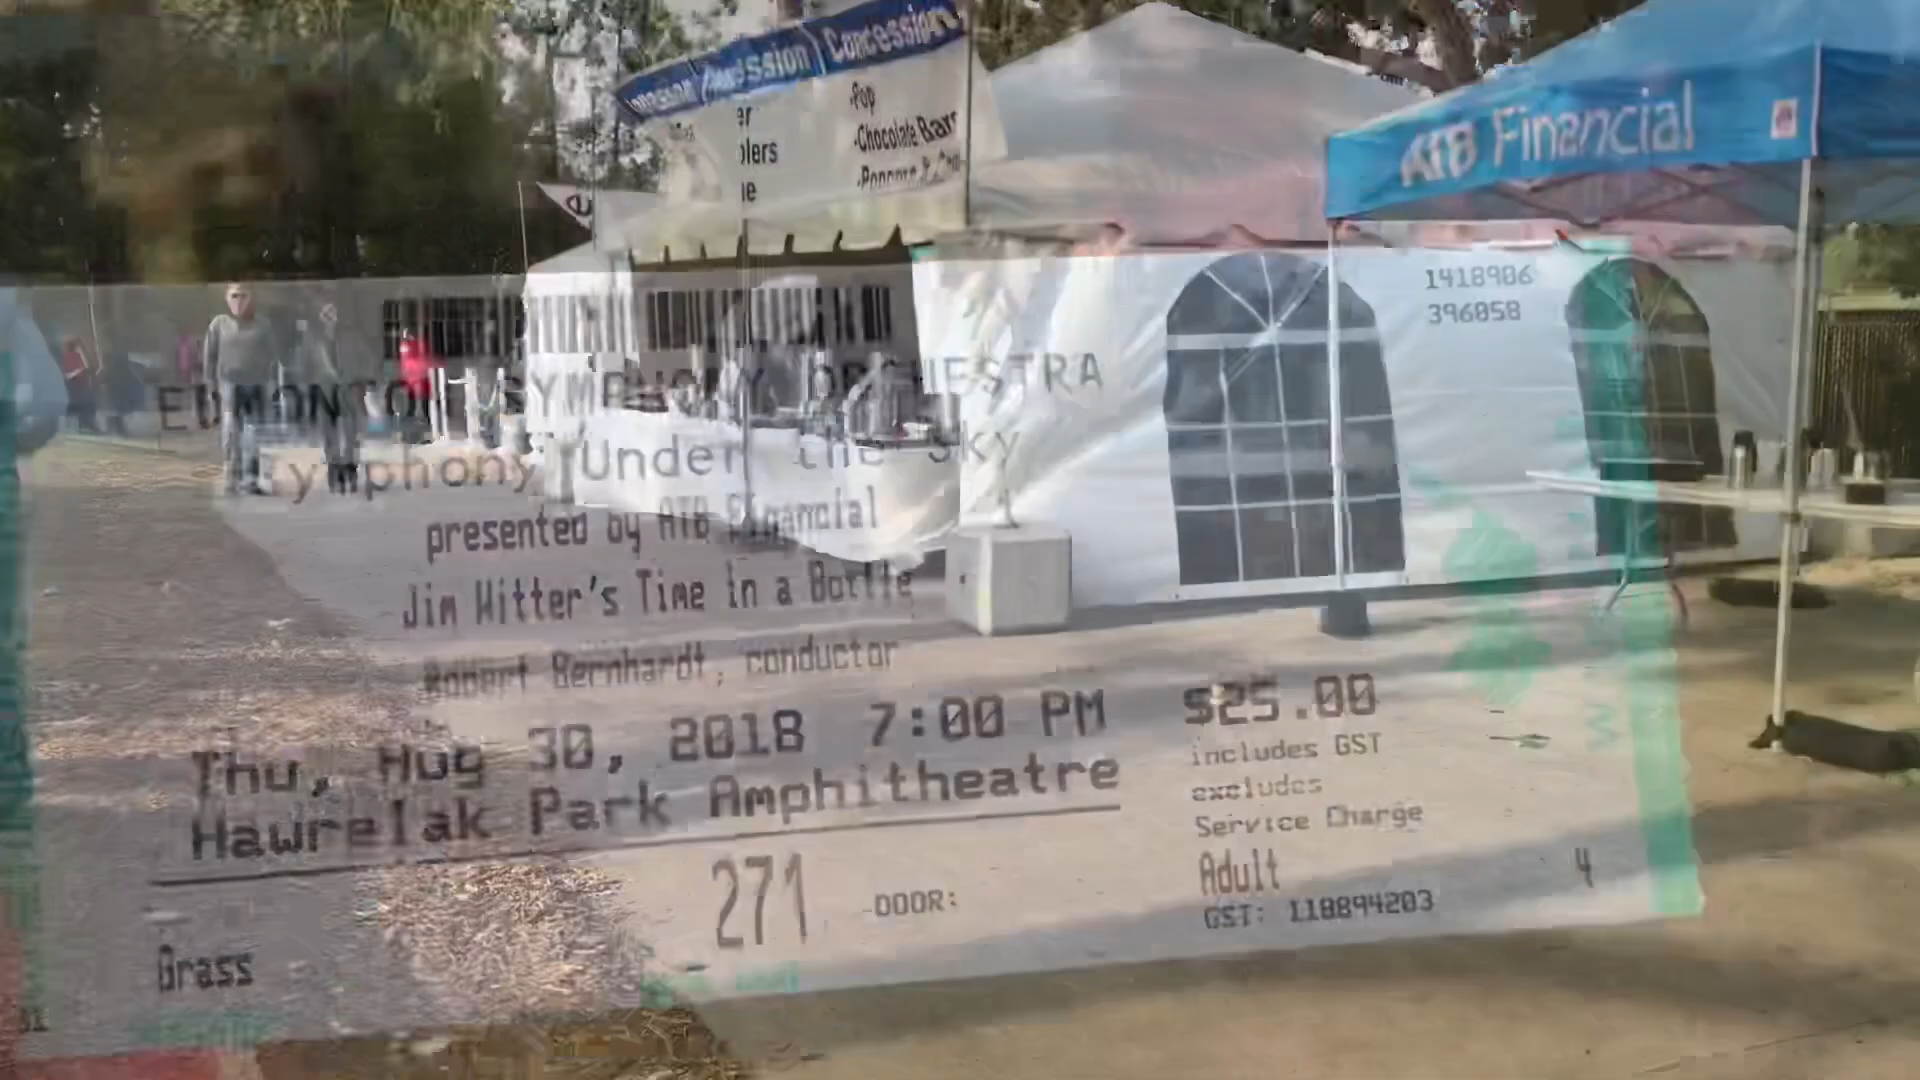 Concession
Concession
-Pop
-Chocolate Bars
ATB Financial
1418906
396058
EDMONTON SYMPHONY ORCHESTRA
Symphony Under the Sky
presented by ATB Financial
Jim Witter's Time in a Bottle
Robert Bernhardt, conductor
Thu, Aug 30, 2018 7:00 PM
Hawrelak Park Amphitheatre
$25.00
includes GST
excludes
Service Charge
271
-DOOR:
Adult
4
GST: 118894203
Grass